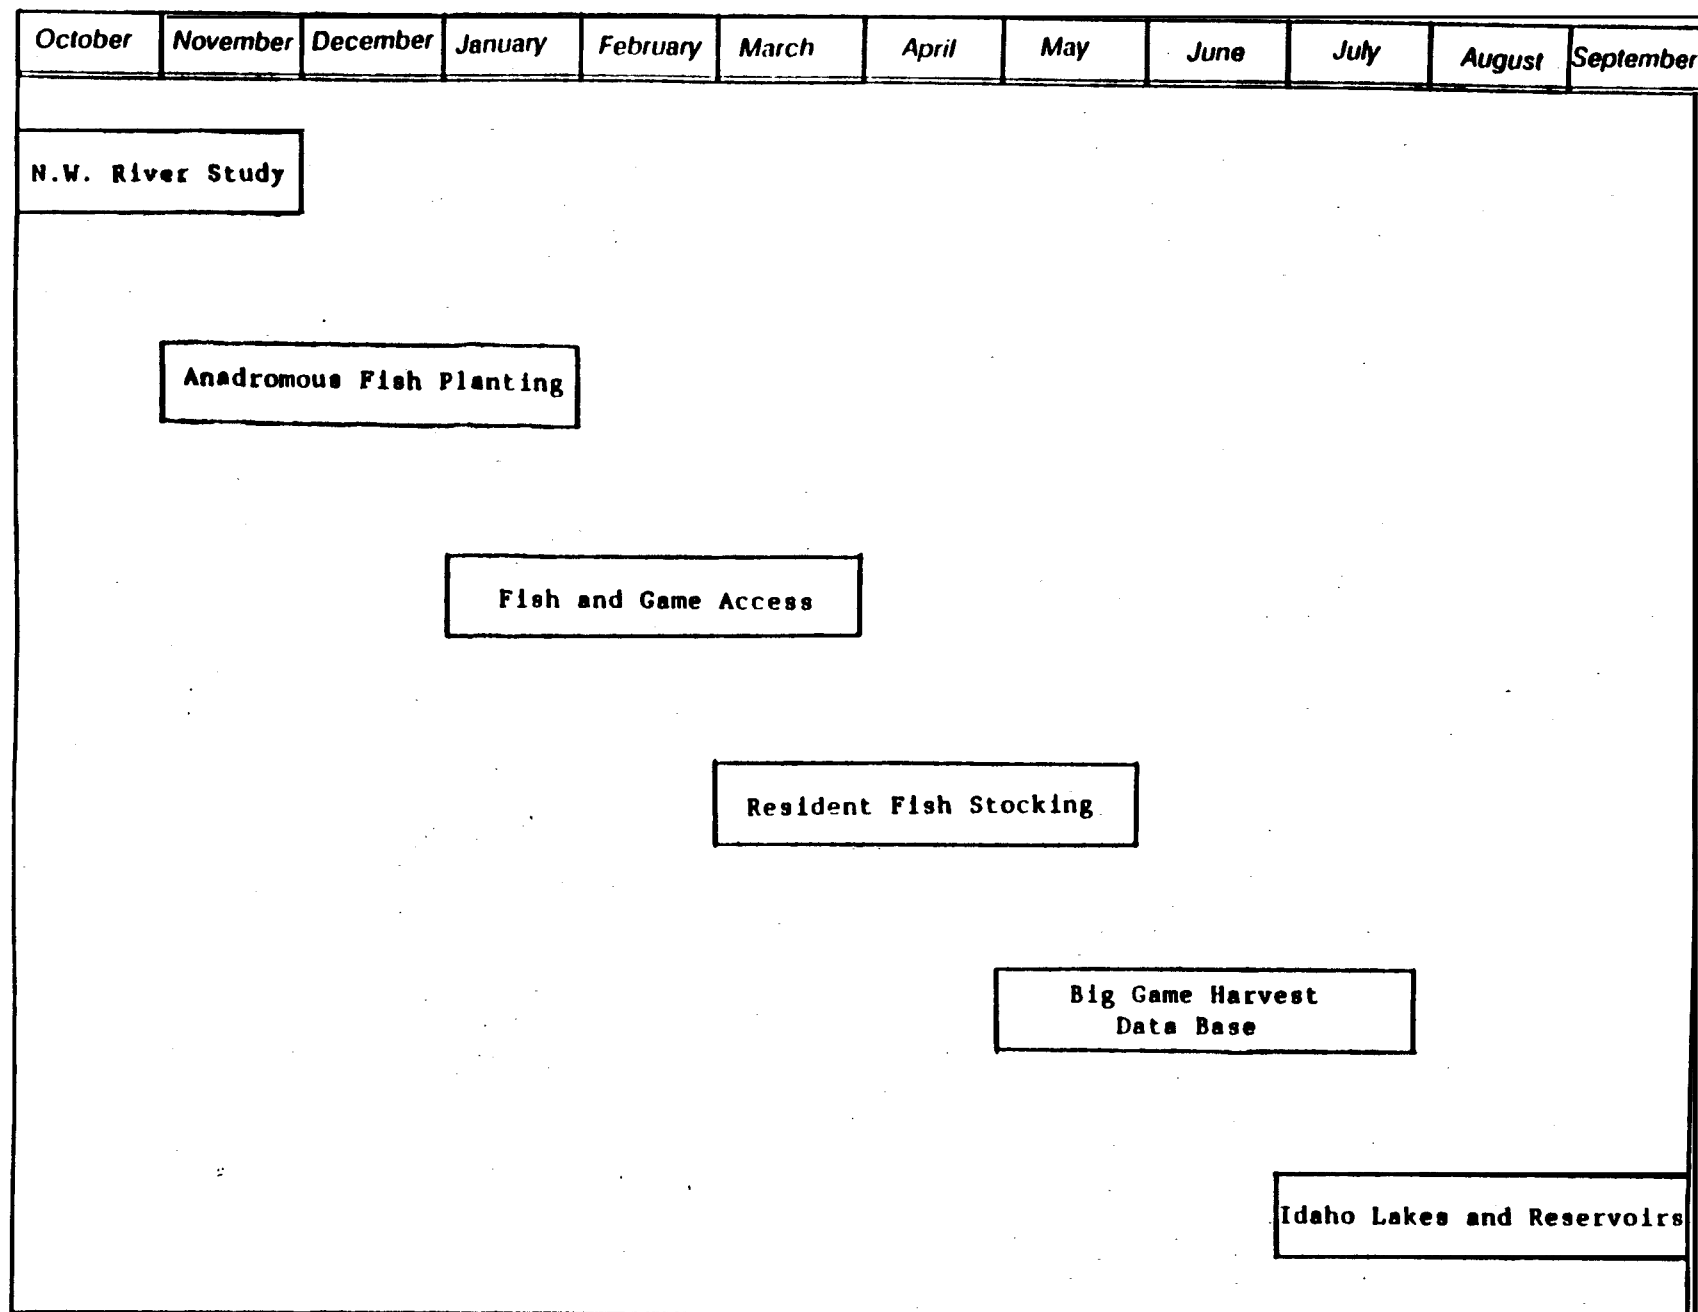 October November December January February March April May June July August September
N.W. River Study
Anadromous Fish Planting
Fish and Game Access
Resident Fish Stocking
Big Game Harvest
Data Base
Idaho Lakes and Reservoirs